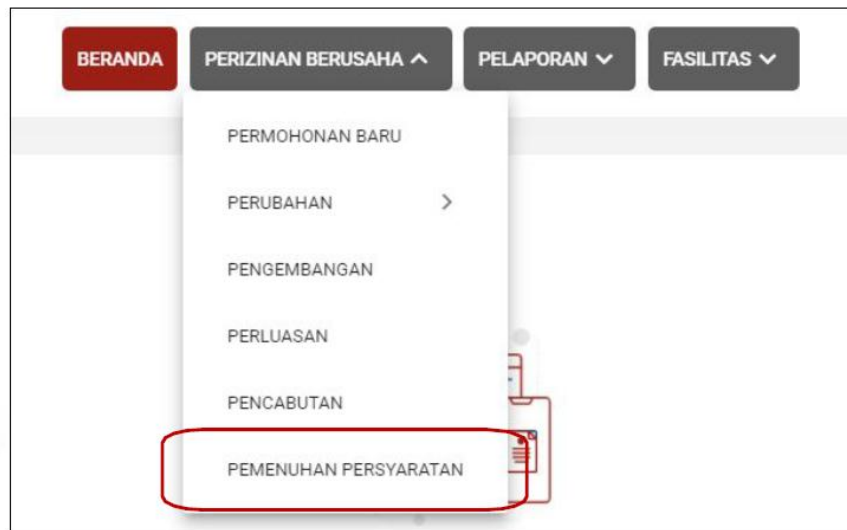 BERANDA
PERIZINAN BERUSAHA
PELAPORAN
FASILITAS
PERMOHONAN BARU
PERUBAHAN
PENGEMBANGAN
PERLUASAN
PENCABUTAN
PEMENUHAN PERSYARATAN